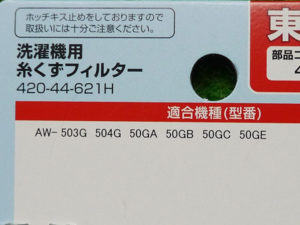 ホッチキス止めをしておりますので
取扱いには十分ご注意ください。
洗濯機用
糸くずフィルター
420-44-621H
東
部品コ
4
適合機種(型番)
AW- 503G 504G 50GA 50GB 50GC 50GE